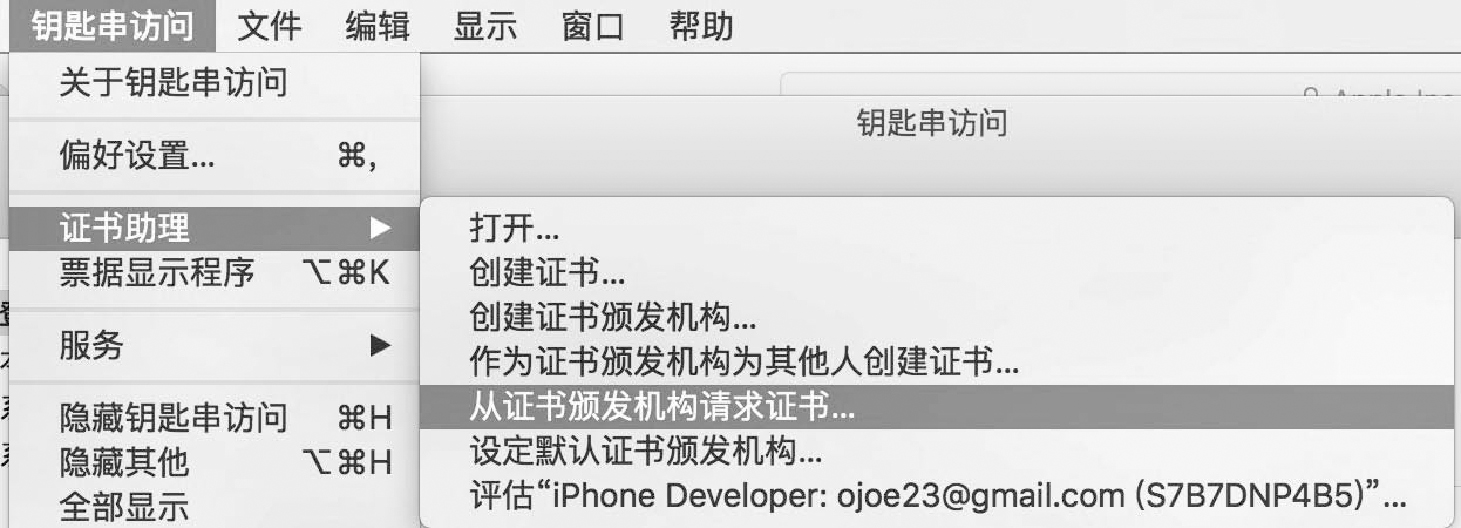 钥匙串访问 文件 编辑 显示 窗口 帮助
关于钥匙串访问
钥匙串访问
偏好设置... ⌘,
证书助理 ▶
票据显示程序 ⌥⌘K
服务 ▶
隐藏钥匙串访问 ⌘H
隐藏其他 ⌥⌘H
全部显示
打开...
创建证书...
创建证书颁发机构...
作为证书颁发机构为其他人创建证书...
从证书颁发机构请求证书...
设定默认证书颁发机构...
评估“iPhone Developer: ojoe23@gmail.com (S7B7DNP4B5)”...